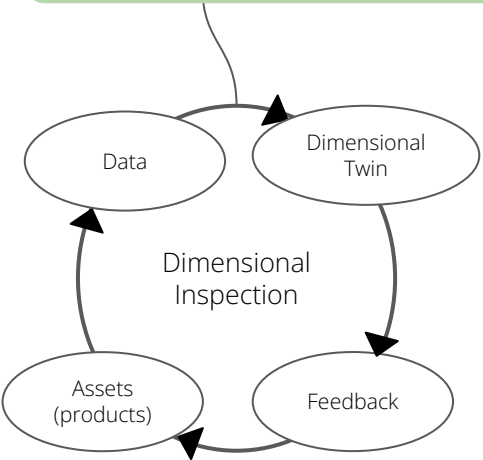 Data
Dimensional
Twin
Dimensional
Inspection
Assets
(products)
Feedback